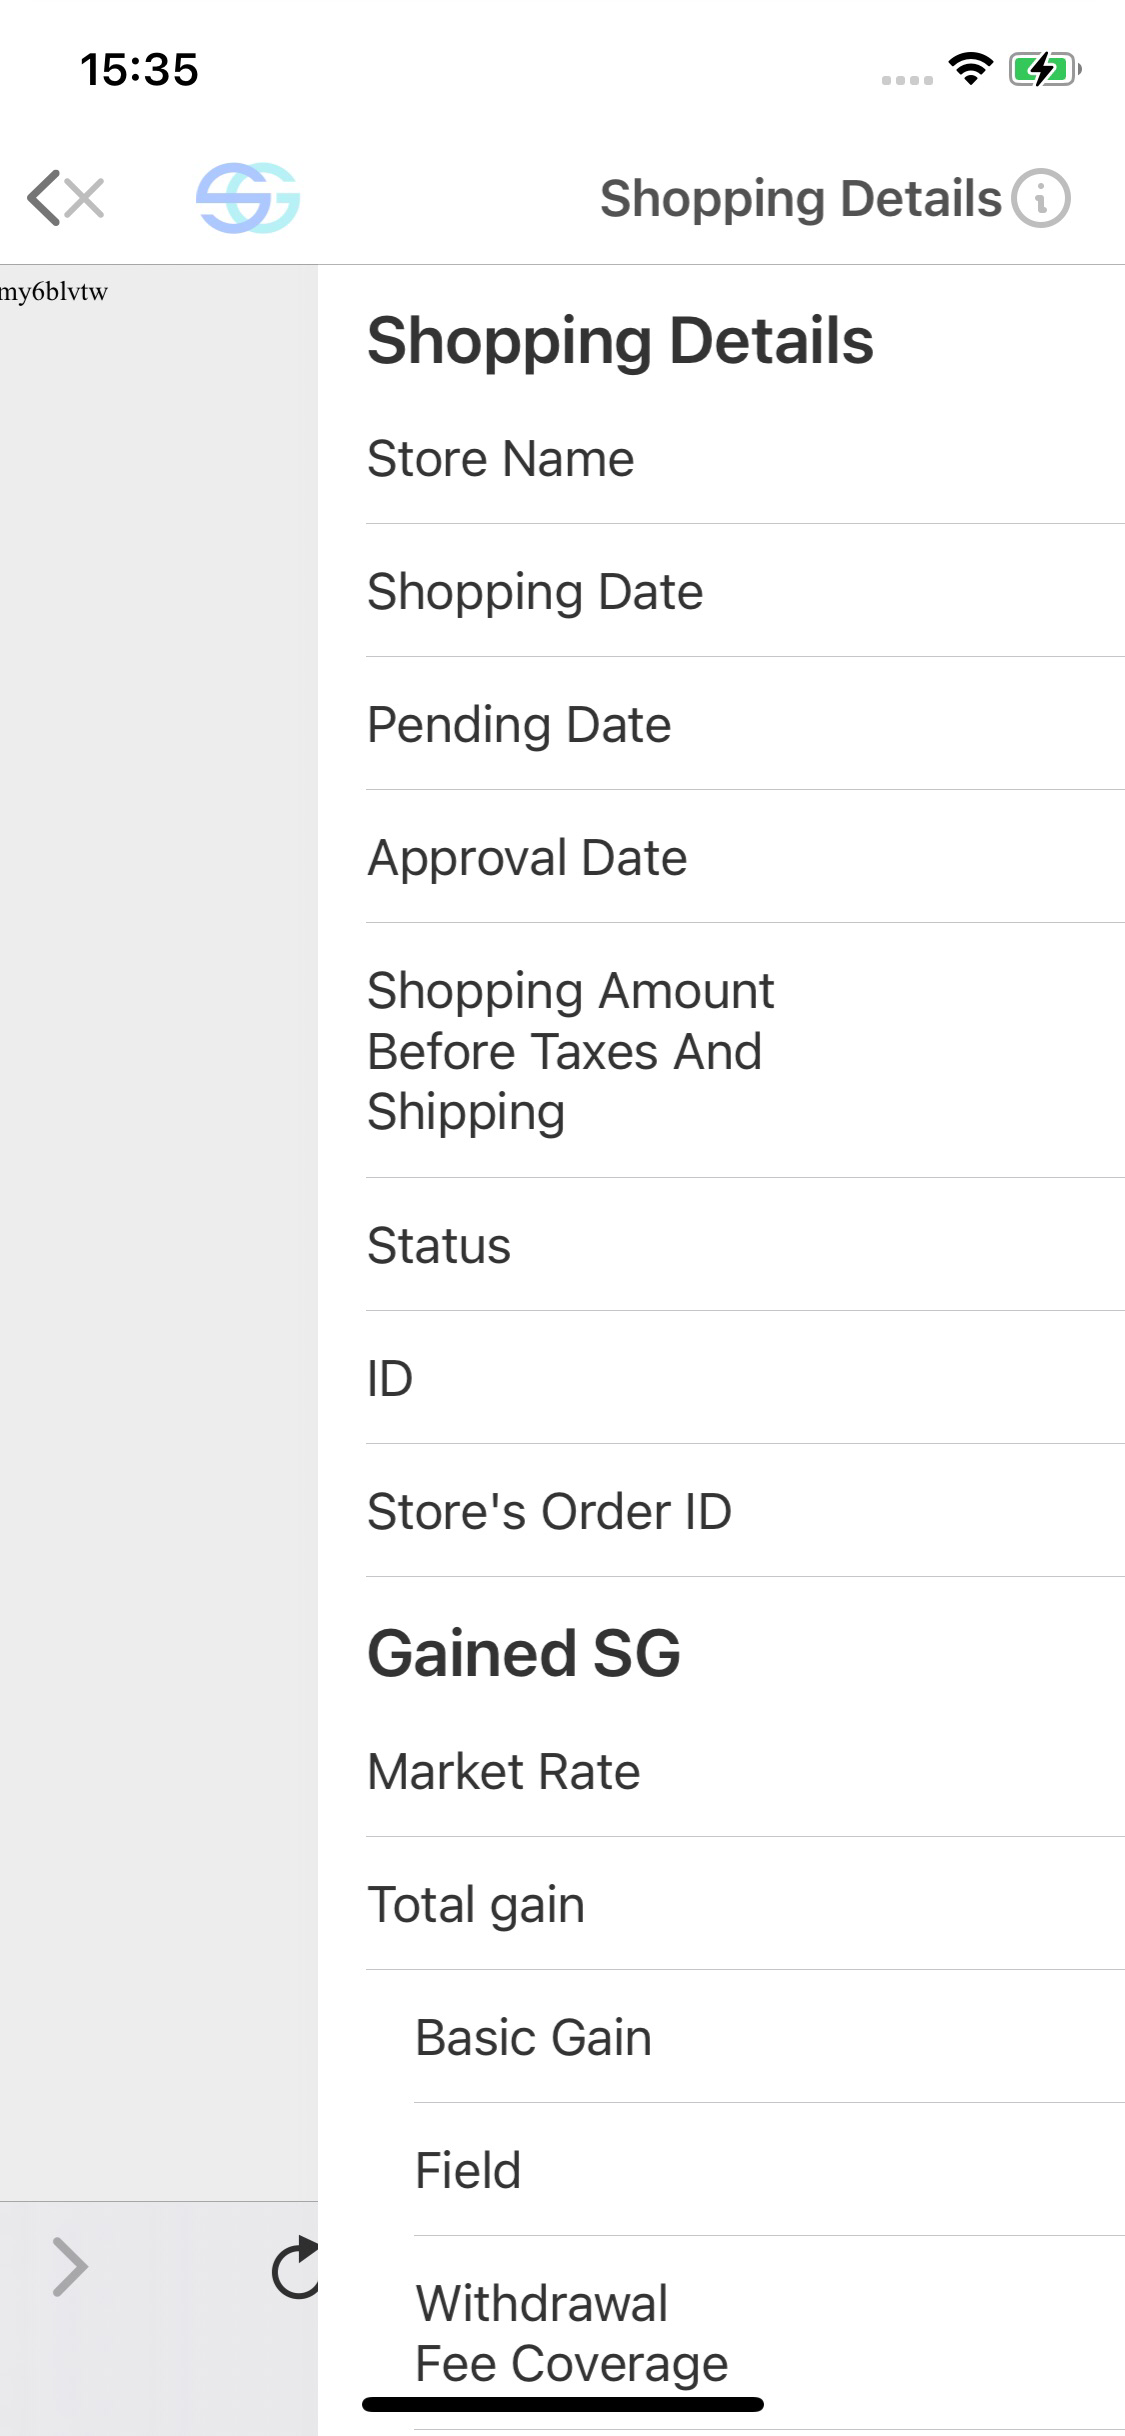 15:35
SG
Shopping Details
my6blvtw
Shopping Details
Store Name
Shopping Date
Pending Date
Approval Date
Shopping Amount
Before Taxes And
Shipping
Status
ID
Store's Order ID
Gained SG
Market Rate
Total gain
Basic Gain
Field
Withdrawal
Fee Coverage